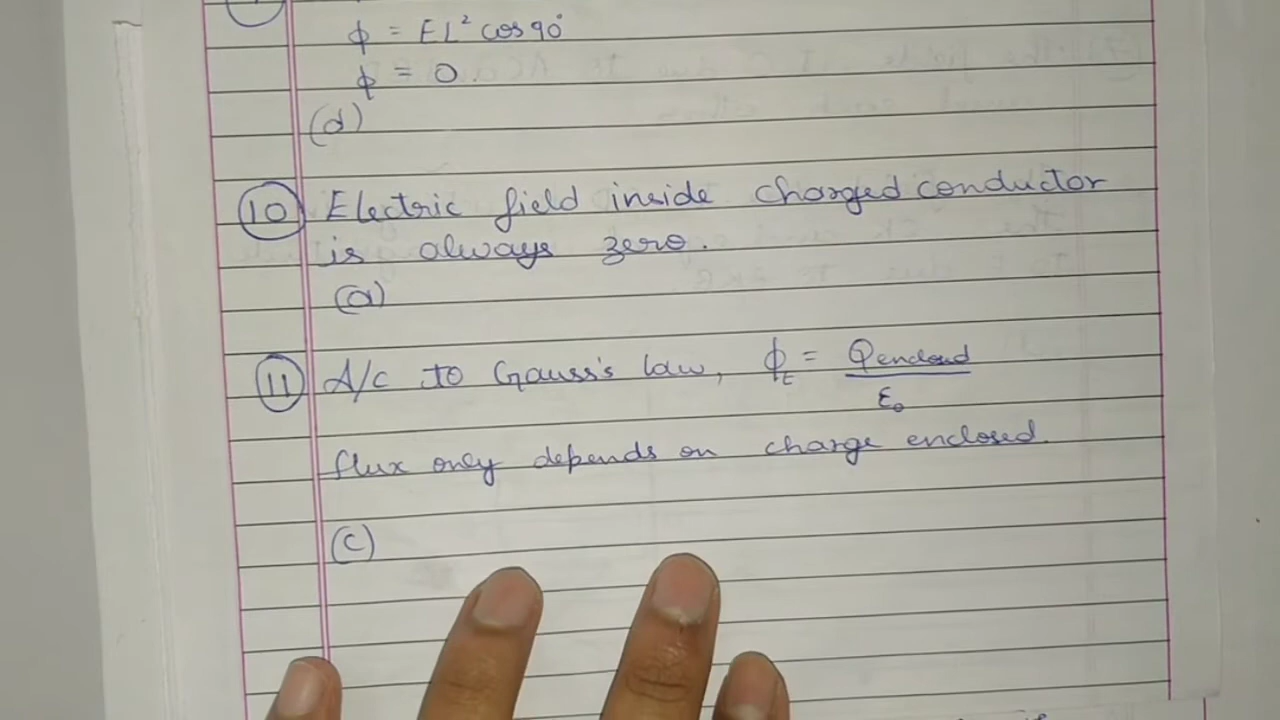 ϕ = EL² cos 90°
ϕ = 0
(d)
10 Electric field inside charged conductor
is always zero.
(a)
11 A/c to Gauss's law, ϕ_t = Qenclosed / ε₀
flux only depends on charge enclosed.
(c)